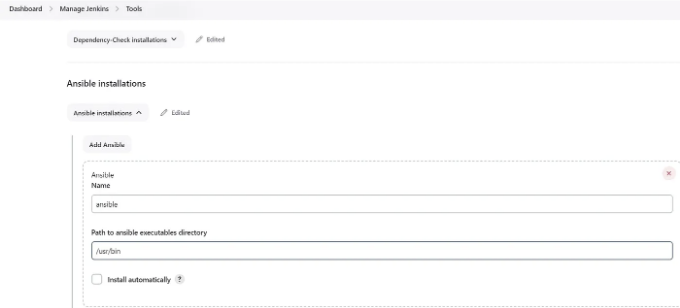 Dashboard > Manage Jenkins > Tools
Dependency-Check installations Edited
Ansible installations
Ansible installations Edited
Add Ansible
Ansible
Name
ansible
Path to ansible executables directory
/usr/bin
Install automatically ?